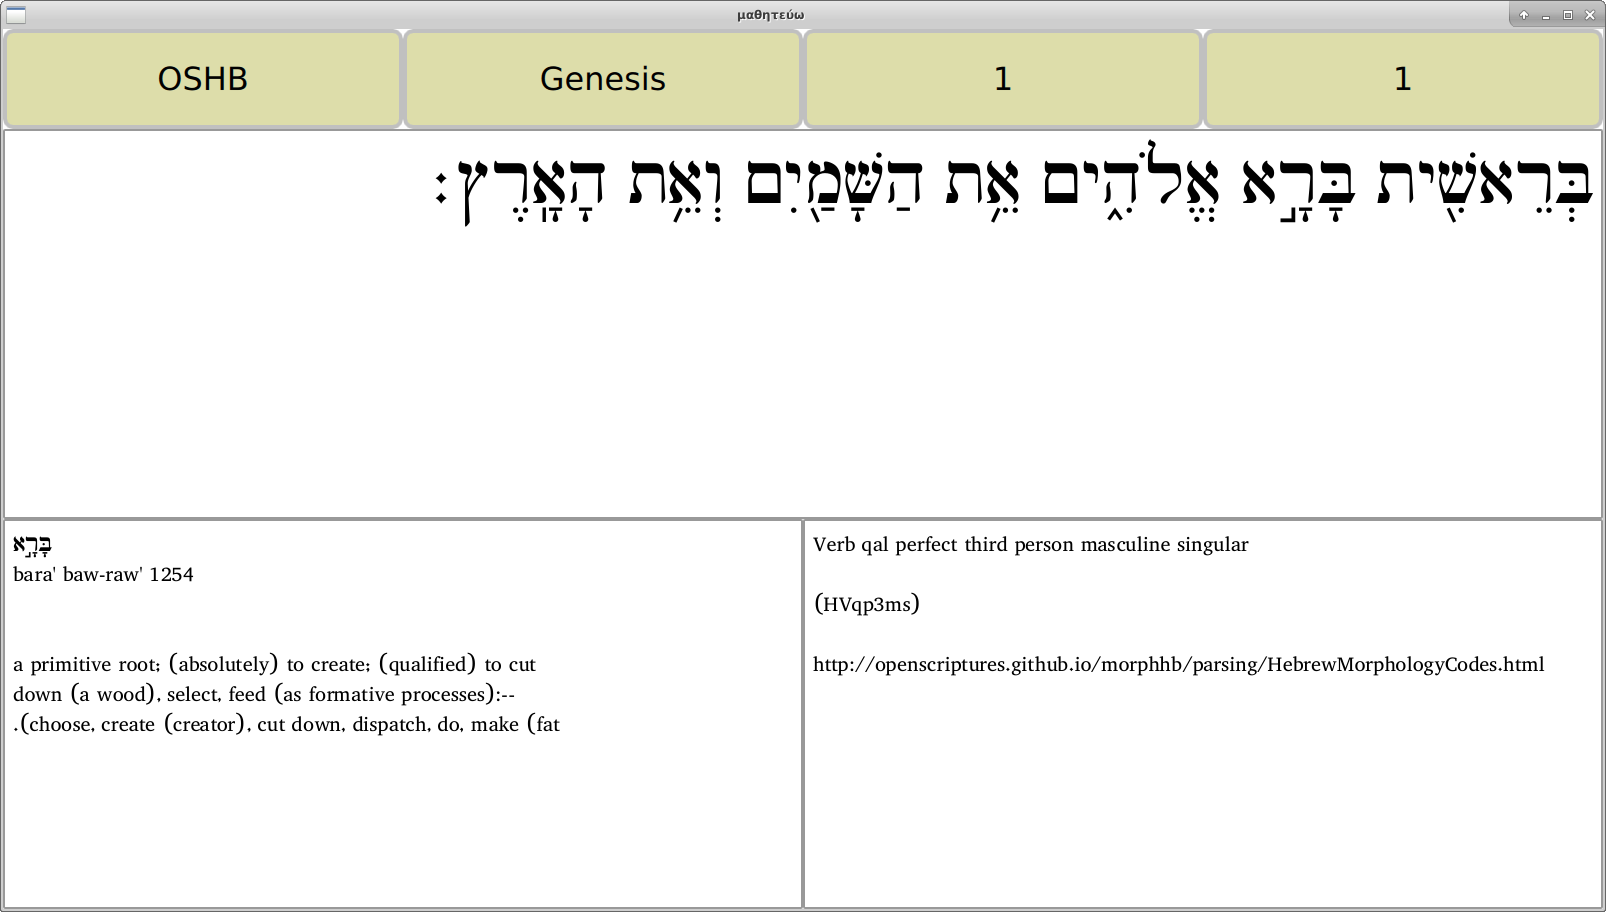 μαθητεύω
OSHB Genesis 1 1
בְּרֵאשִׁ֖ית בָּרָ֣א אֱלֹהִ֑ים אֵ֥ת הַשָּׁמַ֖יִם וְאֵ֥ת הָאָֽרֶץ׃
בָּרָ֣א
bara' baw-raw' 1254
a primitive root; (absolutely) to create; (qualified) to cut
down (a wood), select, feed (as formative processes):--
.(choose, create (creator), cut down, dispatch, do, make (fat
Verb qal perfect third person masculine singular
(HVqp3ms)
http://openscriptures.github.io/morphhb/parsing/HebrewMorphologyCodes.html